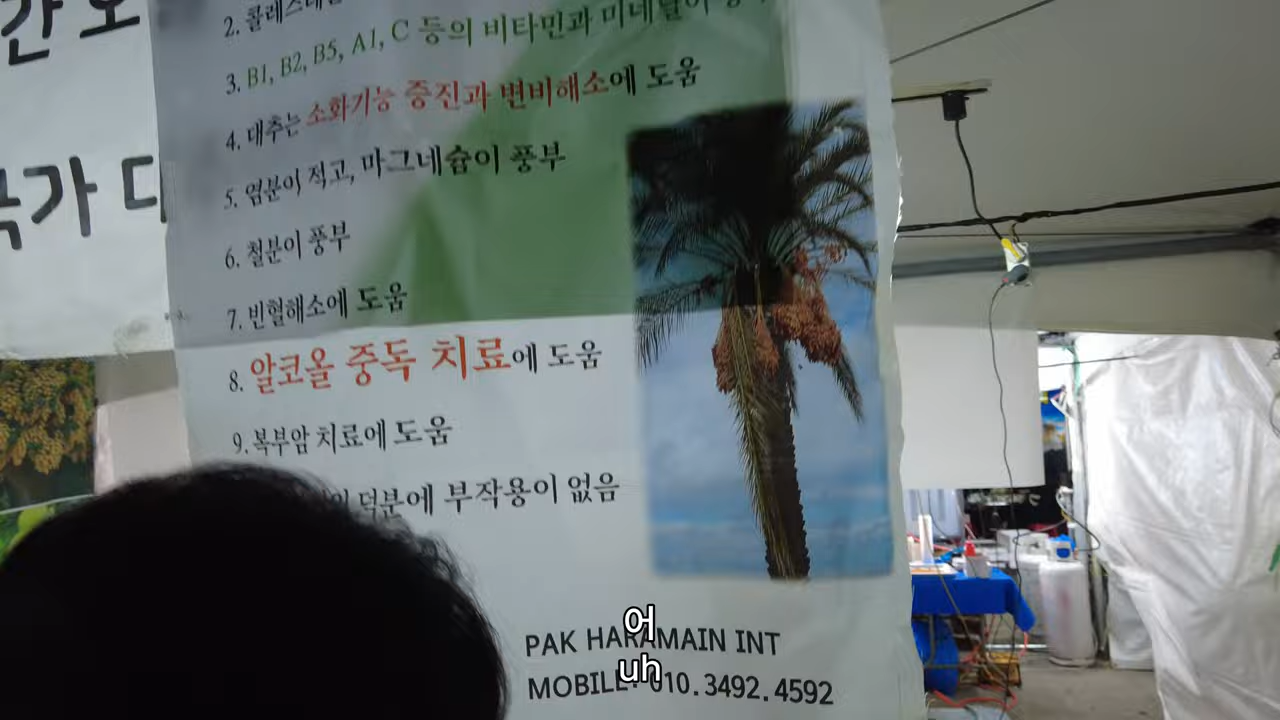 간
가 대
2. 콜레스테롤
3. B1, B2, B5, A1, C 등의 비타민과 미네랄이
4. 대추는 소화기능 증진과 변비해소에 도움
5. 염분이 적고, 마그네슘이 풍부
6. 철분이 풍부
7. 빈혈해소에 도움
8. 알코올 중독 치료에 도움
9. 복부암 치료에 도움
덕분에 부작용이 없음
PAK HARAMAIN INT
MOBILE: 010.3492.4592
어
uh